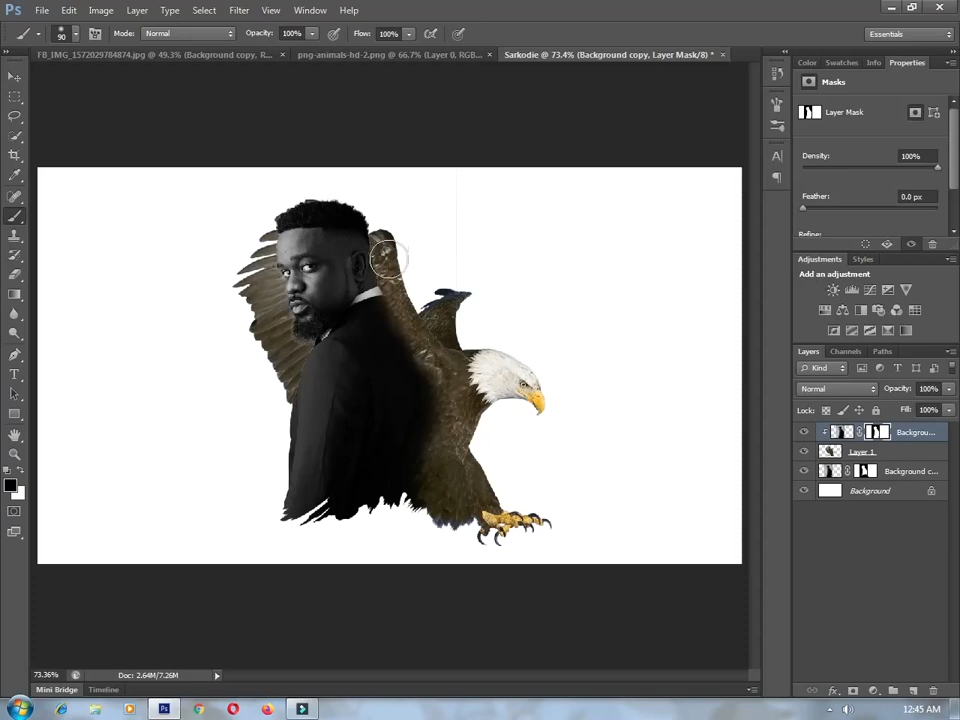 Ps File Edit Image Layer Type Select Filter View Window Help
90 Mode: Normal Opacity: 100% Flow: 100% Essentials
FB_IMG_1572029784874.jpg @ 49.3% (Background copy, RGB... × png-animals-hd-2.png @ 66.7% (Layer 0, RGB... × Sarkodie @ 73.4% (Background copy, Layer Mask/8) * ×
Color Swatches Info Properties
Masks
Layer Mask
Density: 100%
Feather: 0.0 px
Refine:
Adjustments Styles
Add an adjustment
Layers Channels Paths
Kind
Normal Opacity: 100%
Lock: Fill: 100%
Backgrou...
Layer 1
Background c...
Background
73.36% Doc: 2.64M/7.26M
Mini Bridge Timeline
Ps 12:45 AM